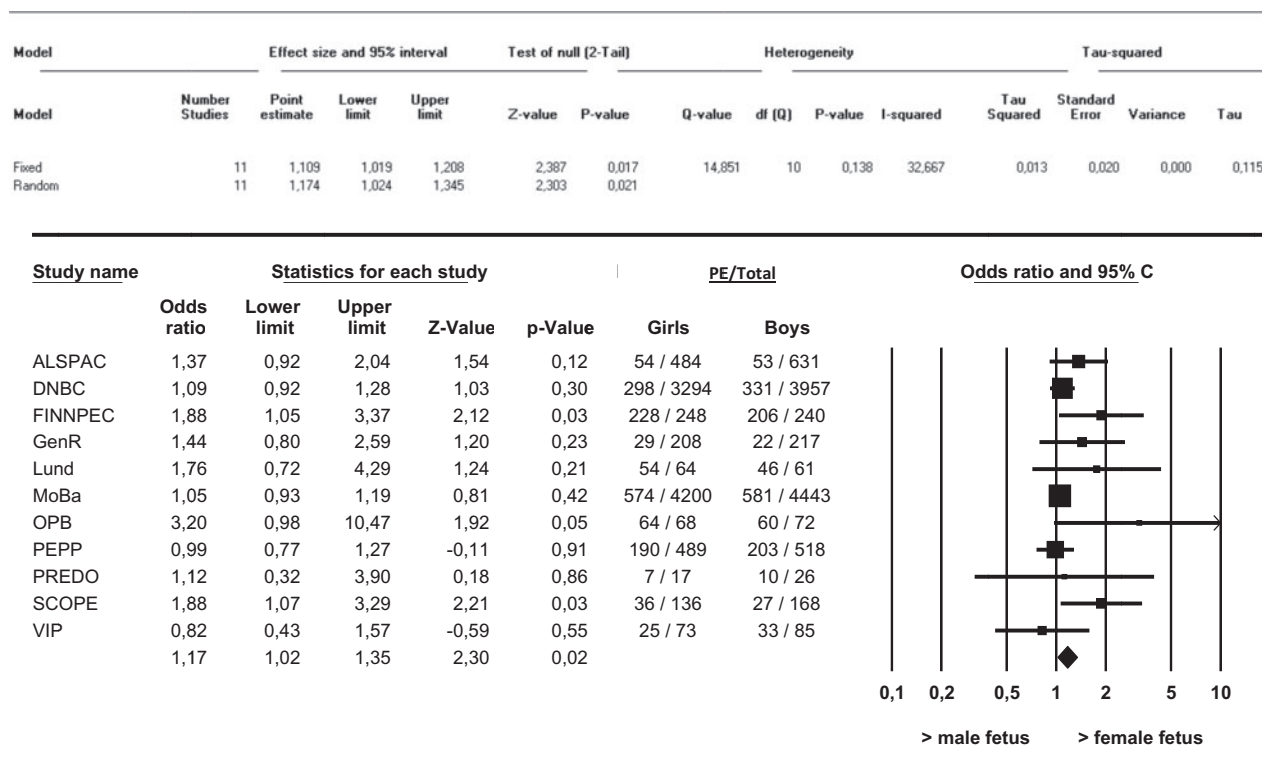 Model Effect size and 95% interval Test of null (2-Tail) Heterogeneity Tau-squared
Number Point Lower Upper Tau Standard
Model Studies estimate limit limit Z-value P-value Q-value df (Q) P-value I-squared Squared Error Variance Tau
Fixed 11 1,109 1,019 1,208 2,387 0,017 14,851 10 0,138 32,667 0,013 0,020 0,000 0,115
Random 11 1,174 1,024 1,345 2,303 0,021
Study name Statistics for each study PE/Total Odds ratio and 95% C
Odds Lower Upper
ratio limit limit Z-Value p-Value Girls Boys
ALSPAC 1,37 0,92 2,04 1,54 0,12 54 / 484 53 / 631
DNBC 1,09 0,92 1,28 1,03 0,30 298 / 3294 331 / 3957
FINNPEC 1,88 1,05 3,37 2,12 0,03 228 / 248 206 / 240
GenR 1,44 0,80 2,59 1,20 0,23 29 / 208 22 / 217
Lund 1,76 0,72 4,29 1,24 0,21 54 / 64 46 / 61
MoBa 1,05 0,93 1,19 0,81 0,42 574 / 4200 581 / 4443
OPB 3,20 0,98 10,47 1,92 0,05 64 / 68 60 / 72
PEPP 0,99 0,77 1,27 -0,11 0,91 190 / 489 203 / 518
PREDO 1,12 0,32 3,90 0,18 0,86 7 / 17 10 / 26
SCOPE 1,88 1,07 3,29 2,21 0,03 36 / 136 27 / 168
VIP 0,82 0,43 1,57 -0,59 0,55 25 / 73 33 / 85
1,17 1,02 1,35 2,30 0,02
0,1 0,2 0,5 1 2 5 10
> male fetus > female fetus